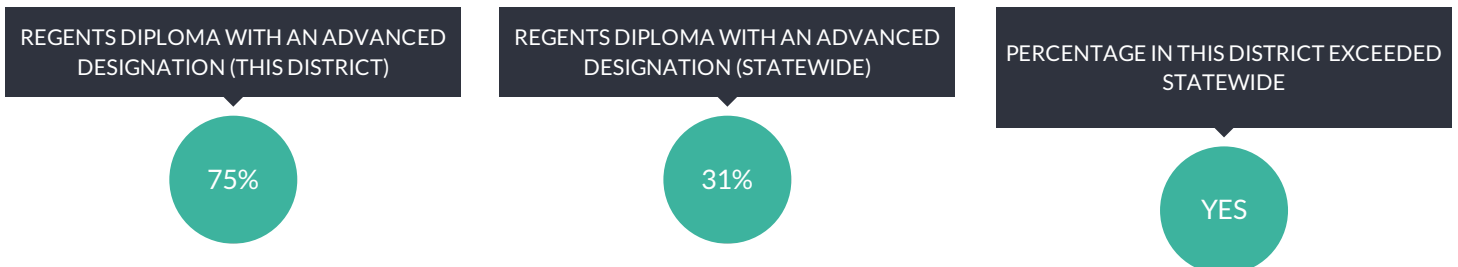 REGENTS DIPLOMA WITH AN ADVANCED
DESIGNATION (THIS DISTRICT)
75%
REGENTS DIPLOMA WITH AN ADVANCED
DESIGNATION (STATEWIDE)
31%
PERCENTAGE IN THIS DISTRICT EXCEEDED
STATEWIDE
YES